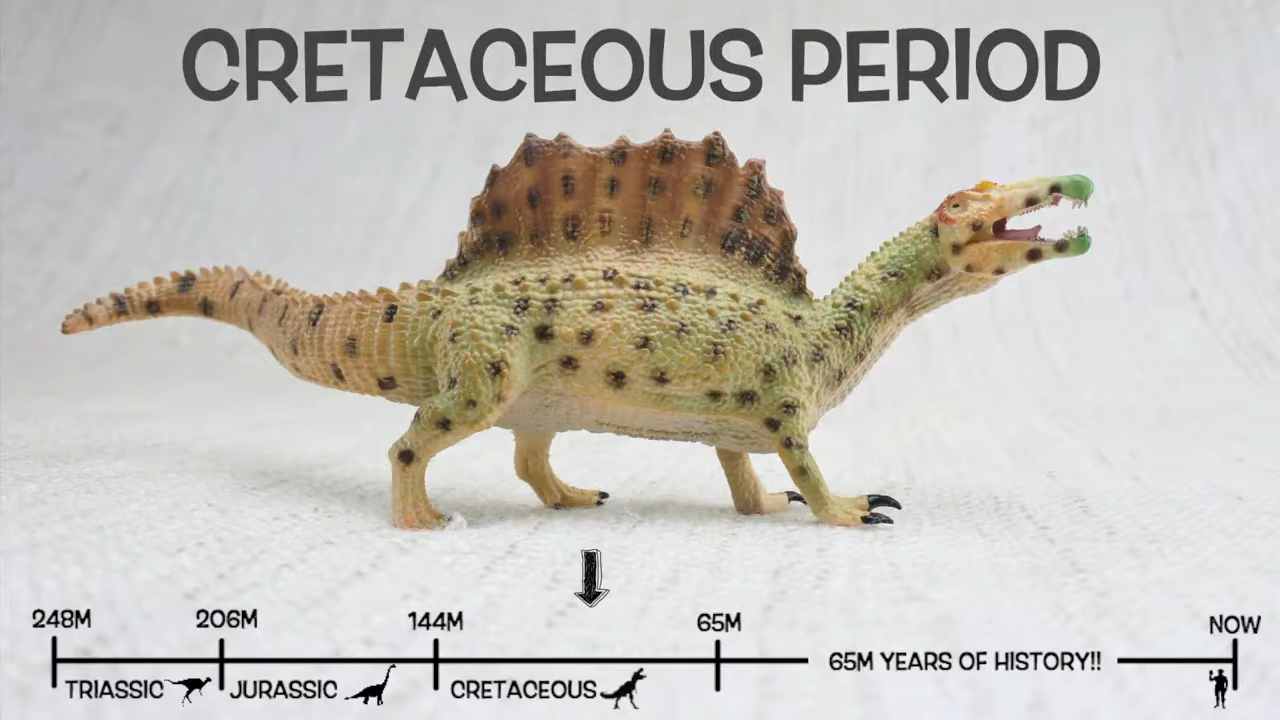 CRETACEOUS PERIOD
248M 206M 144M 65M NOW
65M YEARS OF HISTORY!!
TRIASSIC JURASSIC CRETACEOUS